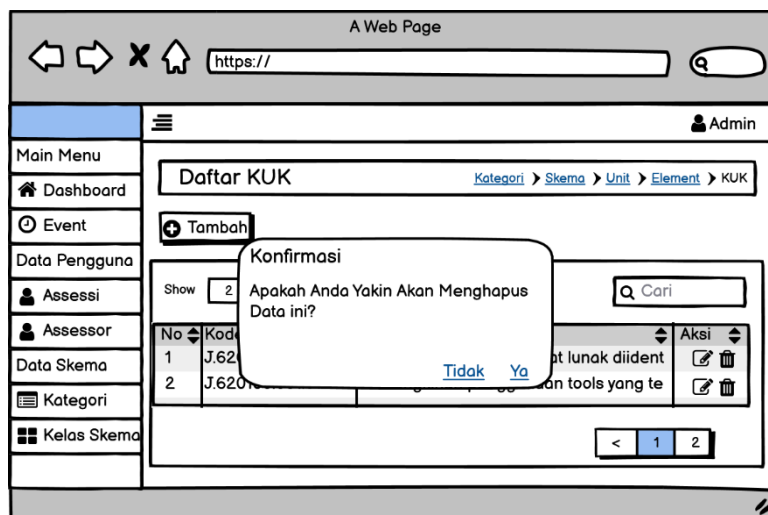 A Web Page
https://
Admin
Main Menu
Dashboard
Event
Data Pengguna
Assessi
Assessor
Data Skema
Kategori
Kelas Skema
Daftar KUK
Kategori Skema Unit Element KUK
Tambah
Show 2
Cari
Konfirmasi
Apakah Anda Yakin Akan Menghapus
Data ini?
Tidak Ya
No Kode Aksi
1 J.620 at lunak diident
2 J.620 dan tools yang te
< 1 2